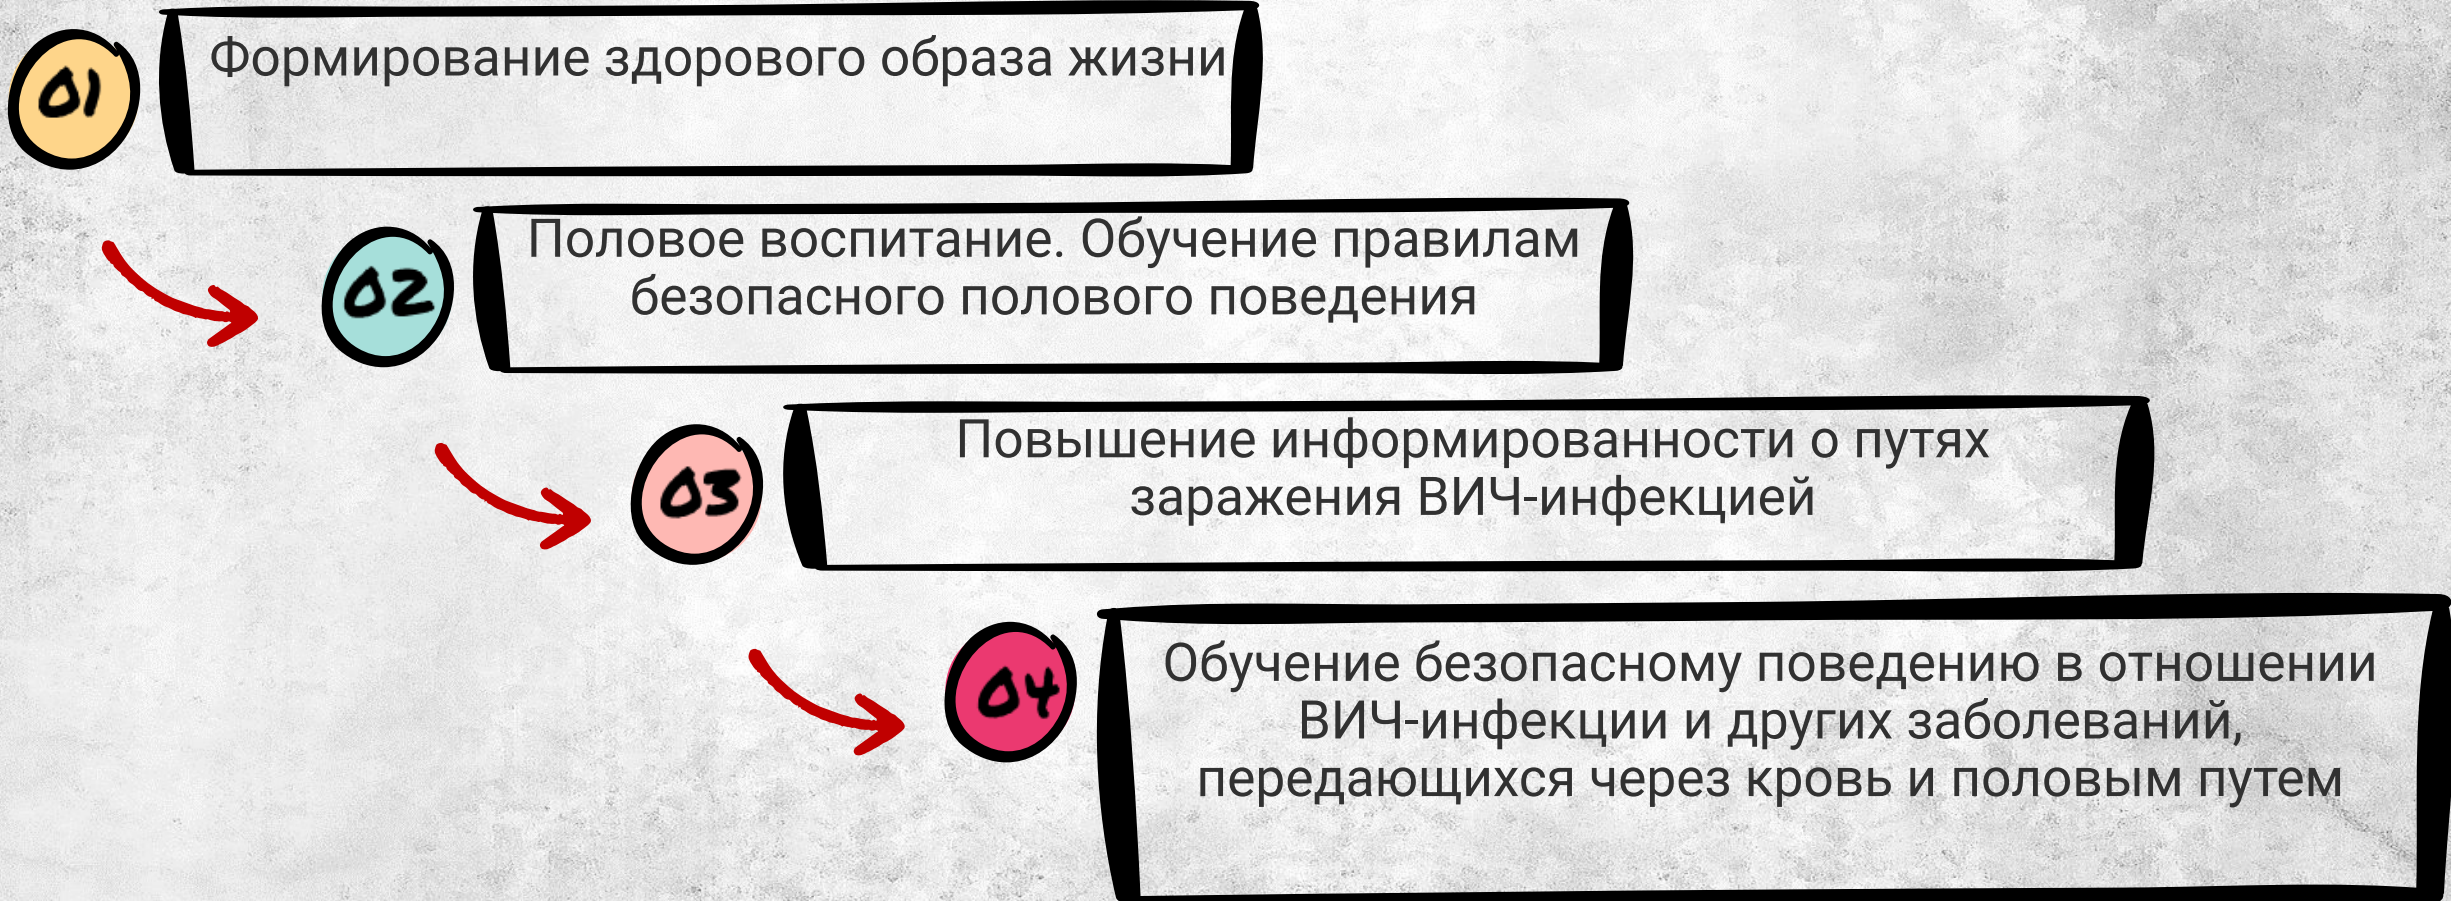 01
Формирование здорового образа жизни
02
Половое воспитание. Обучение правилам
безопасного полового поведения
03
Повышение информированности о путях
заражения ВИЧ-инфекцией
04
Обучение безопасному поведению в отношении
ВИЧ-инфекции и других заболеваний,
передающихся через кровь и половым путем